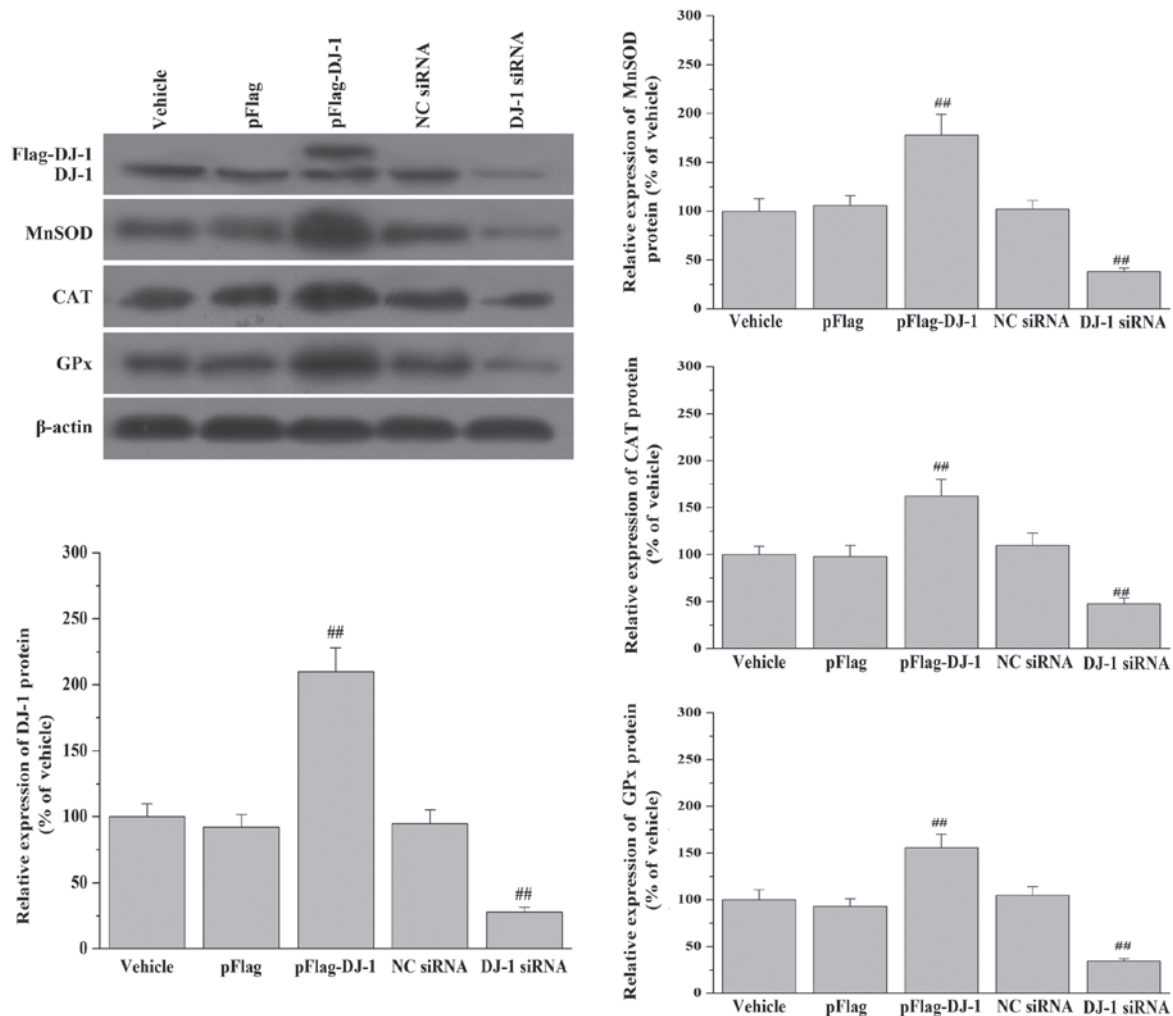 Vehicle
pFlag
pFlag-DJ-1
NC siRNA
DJ-1 siRNA
Flag-DJ-1
DJ-1
MnSOD
CAT
GPx
β-actin
Relative expression of DJ-1 protein
(% of vehicle)
300
250
200
150
100
50
0
##
##
Vehicle pFlag pFlag-DJ-1 NC siRNA DJ-1 siRNA
Relative expression of MnSOD
protein (% of vehicle)
300
250
200
150
100
50
0
##
##
Vehicle pFlag pFlag-DJ-1 NC siRNA DJ-1 siRNA
Relative expression of CAT protein
(% of vehicle)
300
250
200
150
100
50
0
##
##
Vehicle pFlag pFlag-DJ-1 NC siRNA DJ-1 siRNA
Relative expression of GPx protein
(% of vehicle)
300
250
200
150
100
50
0
##
##
Vehicle pFlag pFlag-DJ-1 NC siRNA DJ-1 siRNA